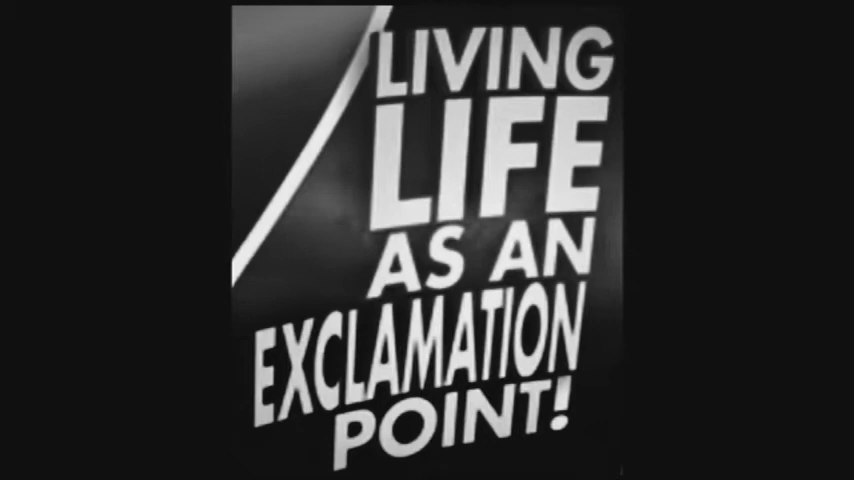 LIVING
LIFE
AS AN
EXCLAMATION
POINT!